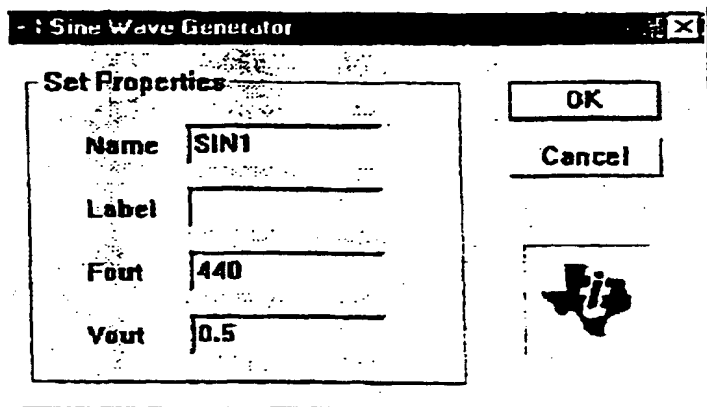 Sine Wave Generator
Set Properties
OK
Name SIN1
Cancel
Label
Fout 440
Vout 0.5